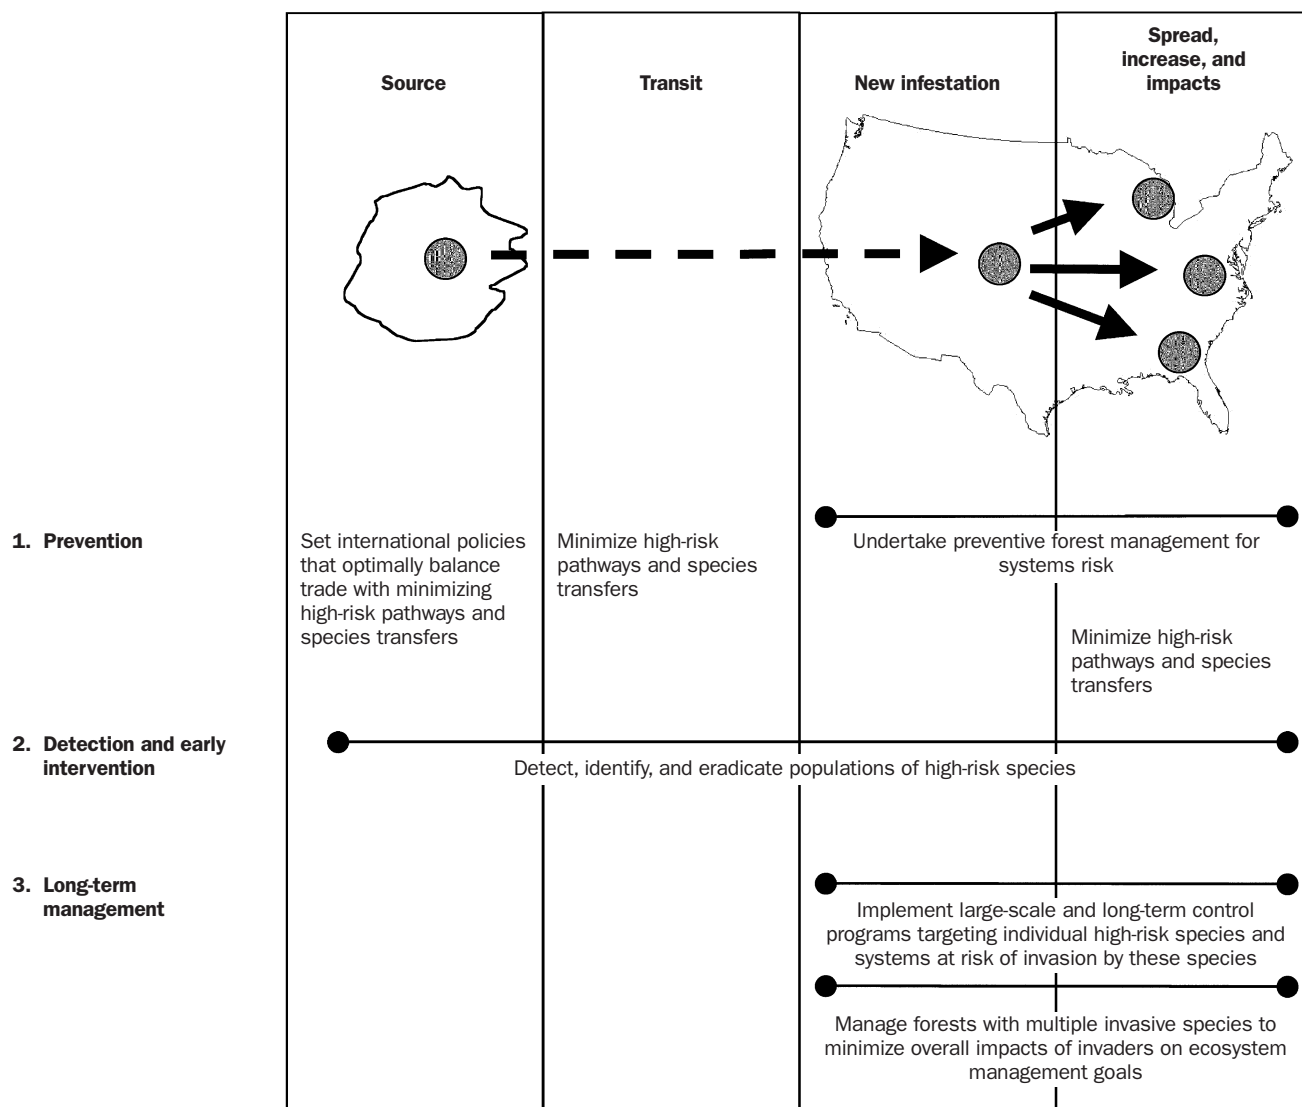 Source
Transit
New infestation
Spread,
increase, and
impacts
1. Prevention
Set international policies
that optimally balance
trade with minimizing
high-risk pathways and
species transfers
Minimize high-risk
pathways and species
transfers
Undertake preventive forest management for
systems risk
Minimize high-risk
pathways and species
transfers
2. Detection and early
intervention
Detect, identify, and eradicate populations of high-risk species
3. Long-term
management
Implement large-scale and long-term control
programs targeting individual high-risk species and
systems at risk of invasion by these species
Manage forests with multiple invasive species to
minimize overall impacts of invaders on ecosystem
management goals